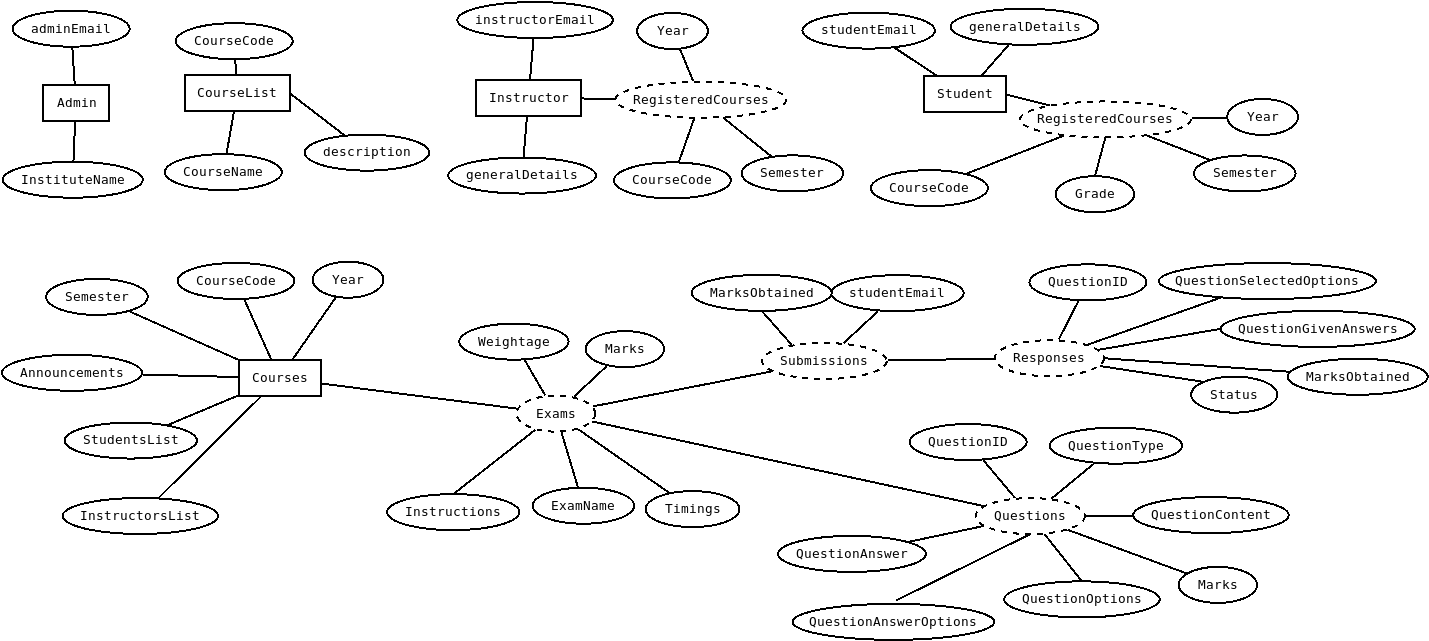 adminEmail
Admin
InstituteName
CourseCode
CourseList
CourseName
description
instructorEmail
Instructor
generalDetails
Year
RegisteredCourses
CourseCode
Semester
studentEmail
generalDetails
Student
RegisteredCourses
Year
CourseCode
Grade
Semester
Semester
CourseCode
Year
Announcements
Courses
StudentsList
InstructorsList
Weightage
Marks
Exams
Instructions
ExamName
Timings
MarksObtained
studentEmail
Submissions
QuestionID
QuestionSelectedOptions
QuestionGivenAnswers
Responses
MarksObtained
Status
QuestionID
QuestionType
Questions
QuestionContent
QuestionAnswer
Marks
QuestionOptions
QuestionAnswerOptions